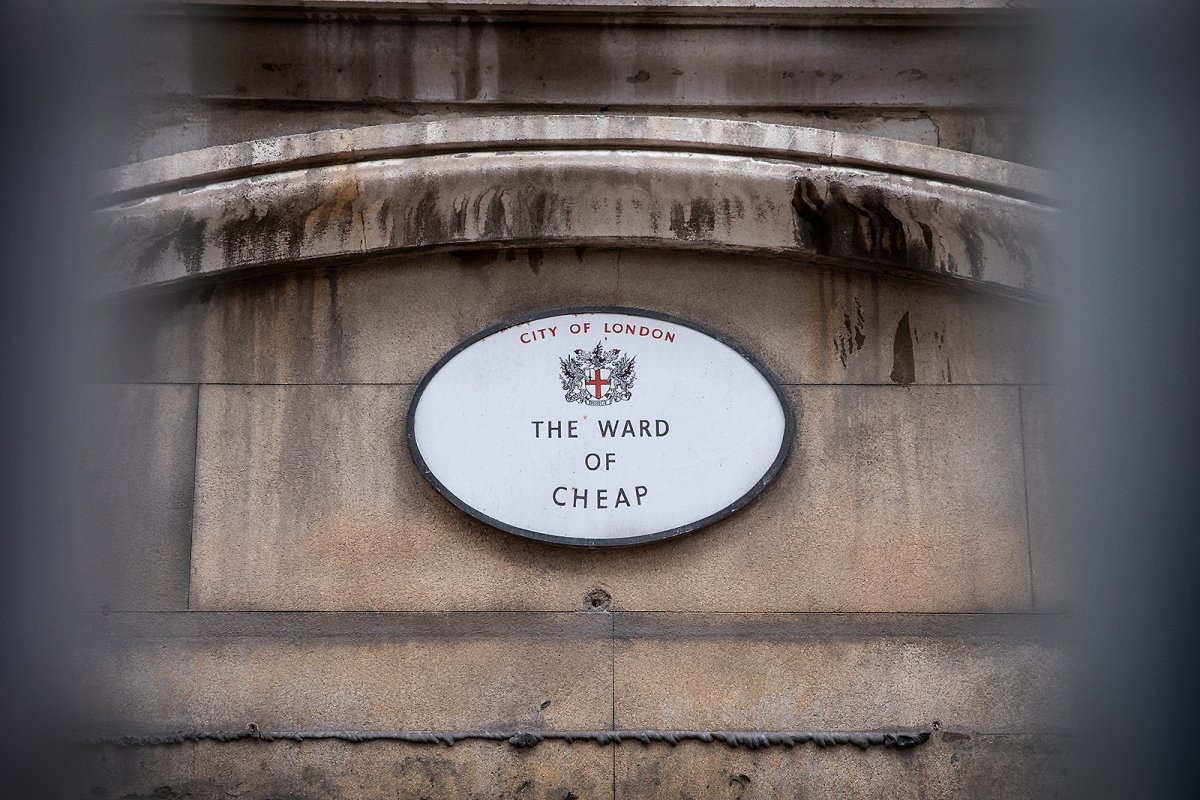 CITY OF LONDON
THE WARD
OF
CHEAP